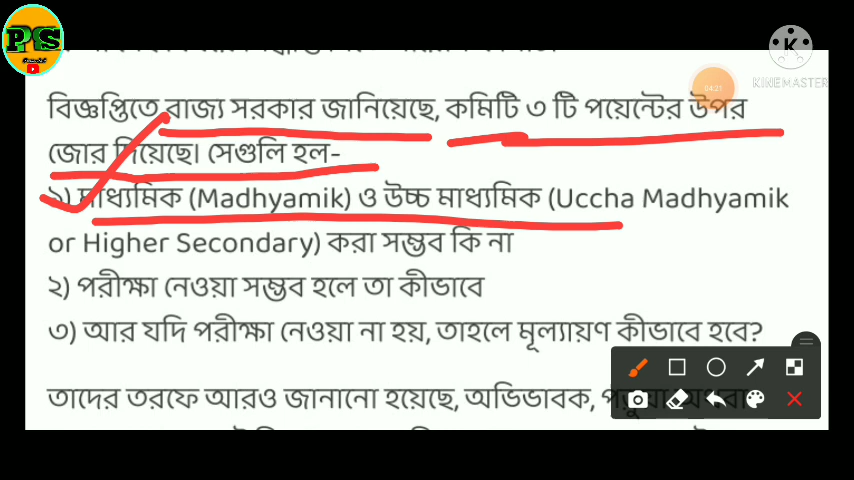 PS
KINEMASTER
04:21
বিজ্ঞপ্তিতে রাজ্য সরকার জানিয়েছে, কমিটি ৩ টি পয়েন্টের উপর
জোর দিয়েছে। সেগুলি হল-
১) মাধ্যমিক (Madhyamik) ও উচ্চ মাধ্যমিক (Uccha Madhyamik
or Higher Secondary) করা সম্ভব কি না
২) পরীক্ষা নেওয়া সম্ভব হলে তা কীভাবে
৩) আর যদি পরীক্ষা নেওয়া না হয়, তাহলে মূল্যায়ণ কীভাবে হবে?
তাদের তরফে আরও জানানো হয়েছে, অভিভাবক,